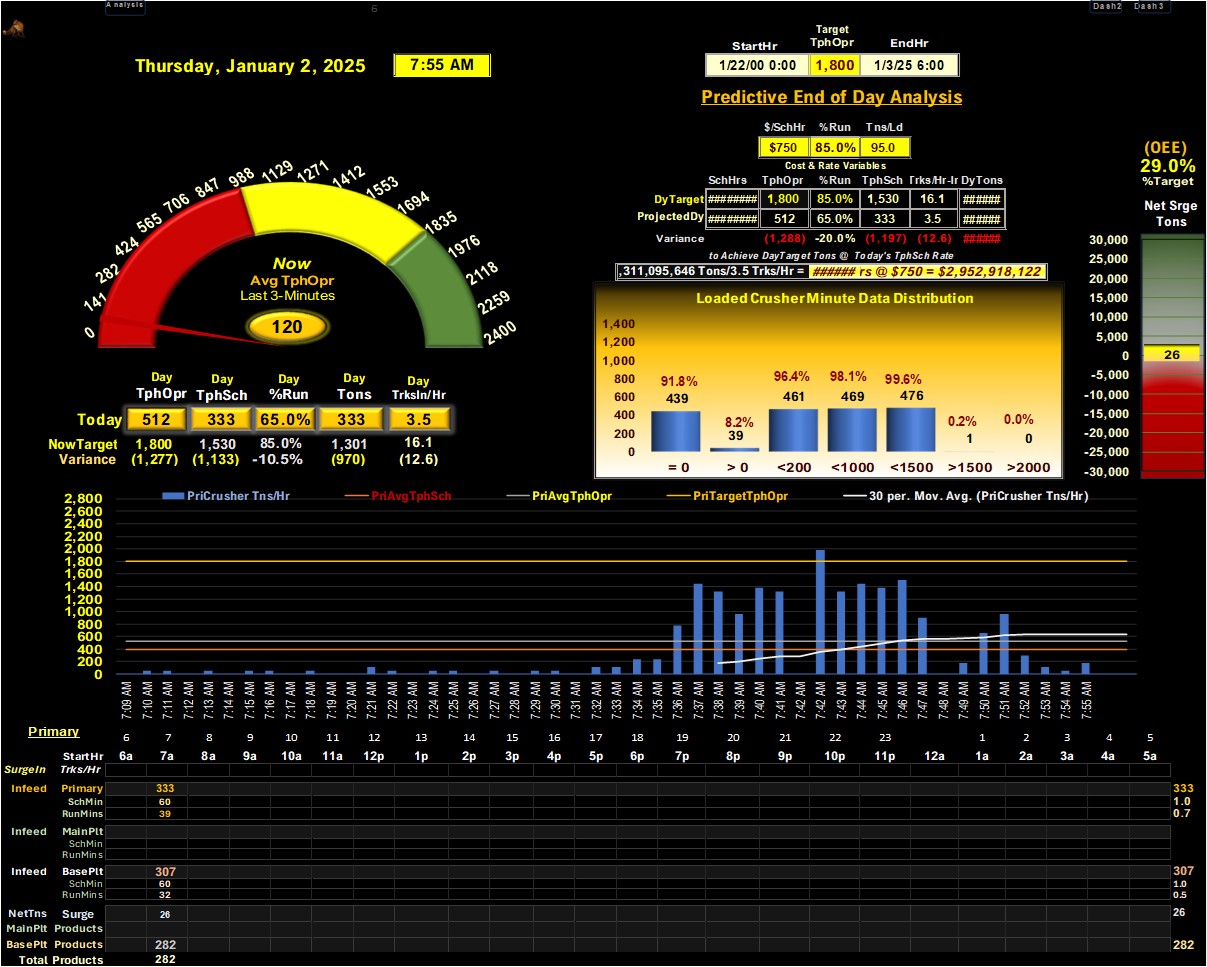 Analysis 6 Dash2 Dash3
Thursday, January 2, 2025 7:55 AM
Target
StartHr TphOpr EndHr
1/22/00 0:00 1,800 1/3/25 6:00
Predictive End of Day Analysis
$/SchHr %Run Tns/Ld
$750 85.0% 95.0
Cost & Rate Variables
SchHrs TphOpr %Run TphSch Trks/Hr-Ir DyTons
DyTarget ######## 1,800 85.0% 1,530 16.1 ######
ProjectedDy ######## 512 65.0% 333 3.5 ######
Variance (1,288) -20.0% (1,197) (12.6) ######
to Achieve DayTarget Tons @ Today's TphSch Rate
,311,095,646 Tons/3.5 Trks/Hr = ###### rs @ $750 = $2,952,918,122
(OEE)
29.0%
%Target
Net Srge
Tons
30,000
25,000
20,000
15,000
10,000
5,000
0
-5,000
-10,000
-15,000
-20,000
-25,000
-30,000
26
0
141
282
424
565
706
847
988
1129
1271
1412
1553
1694
1835
1976
2118
2259
2400
Now
Avg TphOpr
Last 3-Minutes
120
Day Day Day Day Day
TphOpr TphSch %Run Tons TrksIn/Hr
Today 512 333 65.0% 333 3.5
NowTarget 1,800 1,530 85.0% 1,301 16.1
Variance (1,277) (1,133) -10.5% (970) (12.6)
Loaded Crusher Minute Data Distribution
1,400
1,200
1,000
800
600
400
200
0
91.8% 8.2% 96.4% 98.1% 99.6% 0.2% 0.0%
439 39 461 469 476 1 0
= 0 > 0 <200 <1000 <1500 >1500 >2000
PriCrusher Tns/Hr PriAvgTphSch PriAvgTphOpr PriTargetTphOpr 30 per. Mov. Avg. (PriCrusher Tns/Hr)
2,800
2,600
2,400
2,200
2,000
1,800
1,600
1,400
1,200
1,000
800
600
400
200
0
7:09 AM 7:10 AM 7:11 AM 7:12 AM 7:13 AM 7:14 AM 7:15 AM 7:16 AM 7:17 AM 7:18 AM 7:19 AM 7:20 AM 7:21 AM 7:22 AM 7:23 AM 7:24 AM 7:25 AM 7:26 AM 7:27 AM 7:28 AM 7:29 AM 7:30 AM 7:31 AM 7:32 AM 7:33 AM 7:34 AM 7:35 AM 7:36 AM 7:37 AM 7:38 AM 7:39 AM 7:40 AM 7:41 AM 7:42 AM 7:42 AM 7:43 AM 7:44 AM 7:45 AM 7:46 AM 7:47 AM 7:48 AM 7:49 AM 7:50 AM 7:51 AM 7:52 AM 7:53 AM 7:54 AM 7:55 AM
Primary
6 7 8 9 10 11 12 13 14 15 16 17 18 19 20 21 22 23 1 2 3 4 5
StartHr 6a 7a 8a 9a 10a 11a 12p 1p 2p 3p 4p 5p 6p 7p 8p 9p 10p 11p 12a 1a 2a 3a 4a 5a
SurgeIn Trks/Hr
Infeed Primary 333 333
SchMin 60 1.0
RunMins 39 0.7
Infeed MainPlt
SchMin
RunMins
Infeed BasePlt 307 307
SchMin 60 1.0
RunMins 32 0.5
NetTns Surge 26 26
MainPlt Products
BasePlt Products 282 282
Total Products 282